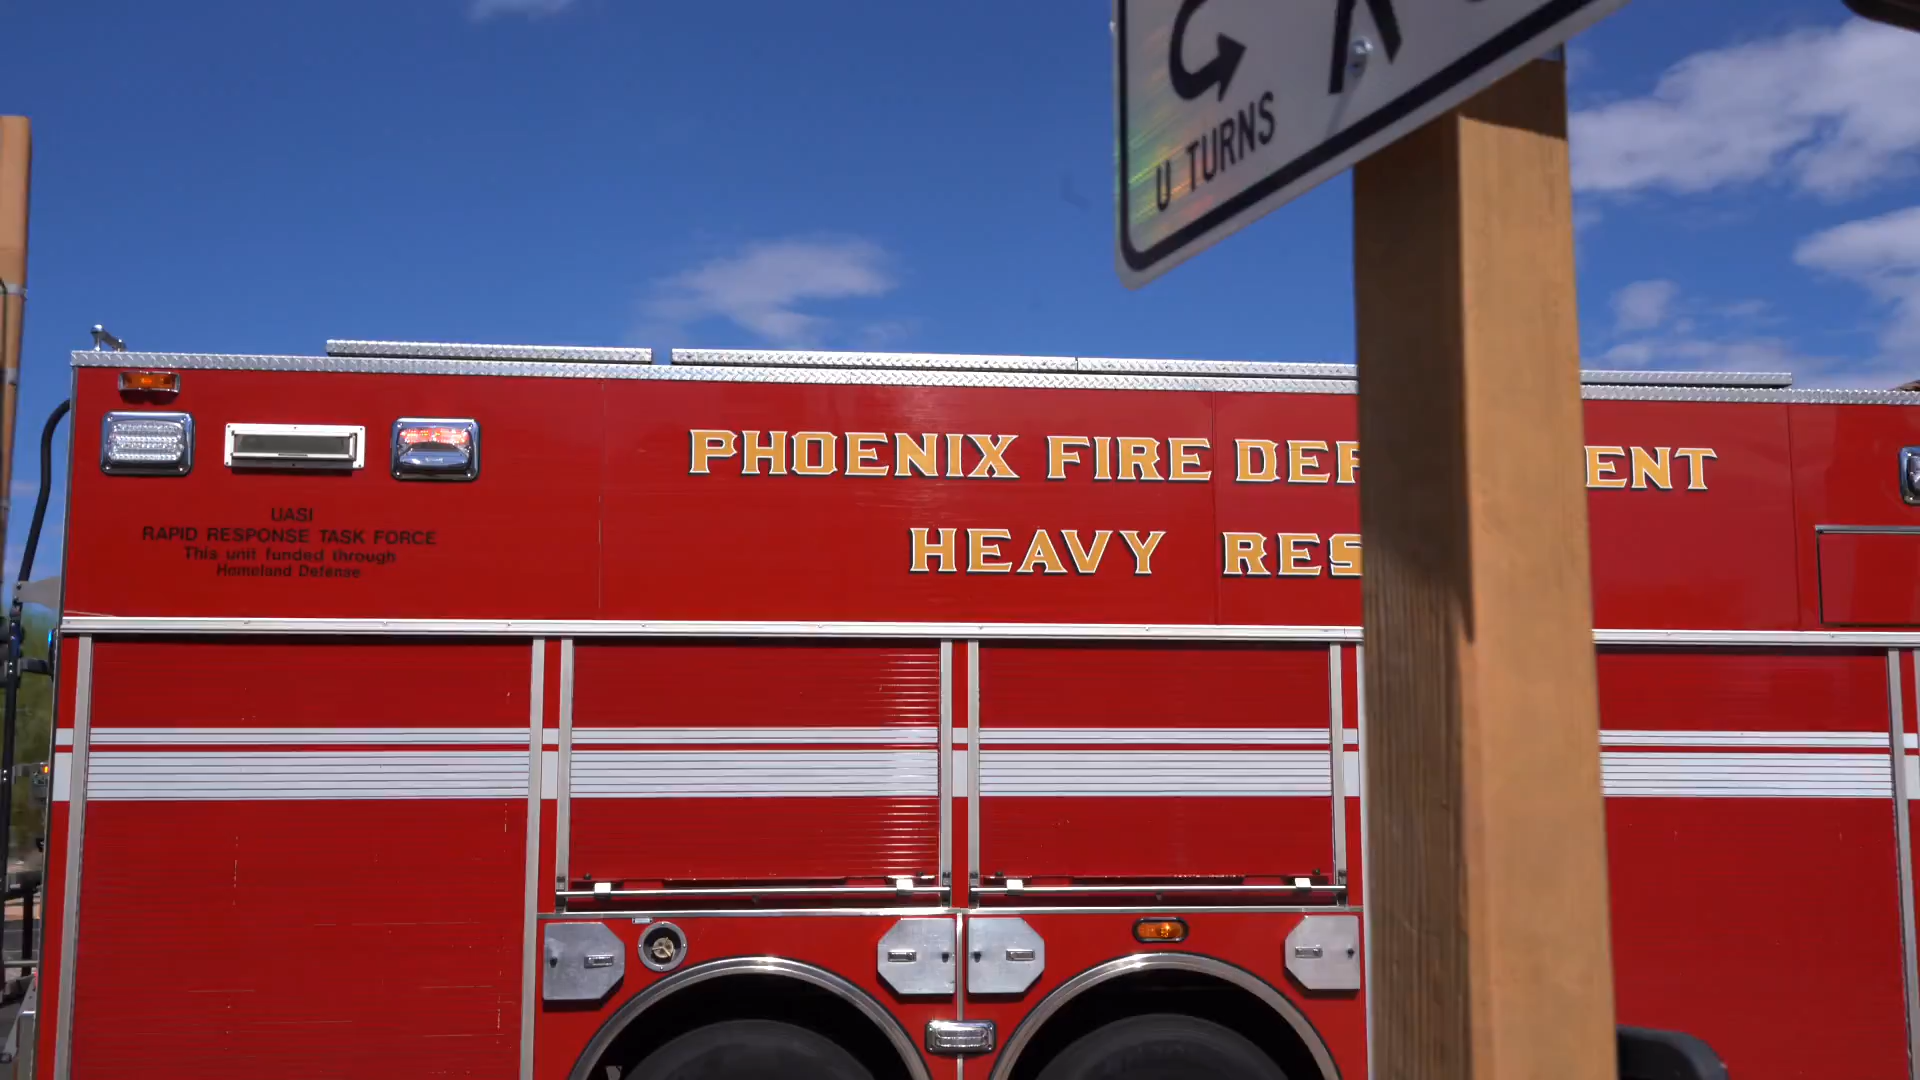 U TURNS
PHOENIX FIRE DEP ENT
HEAVY RES
UASI
RAPID RESPONSE TASK FORCE
This unit funded through
Homeland Defense